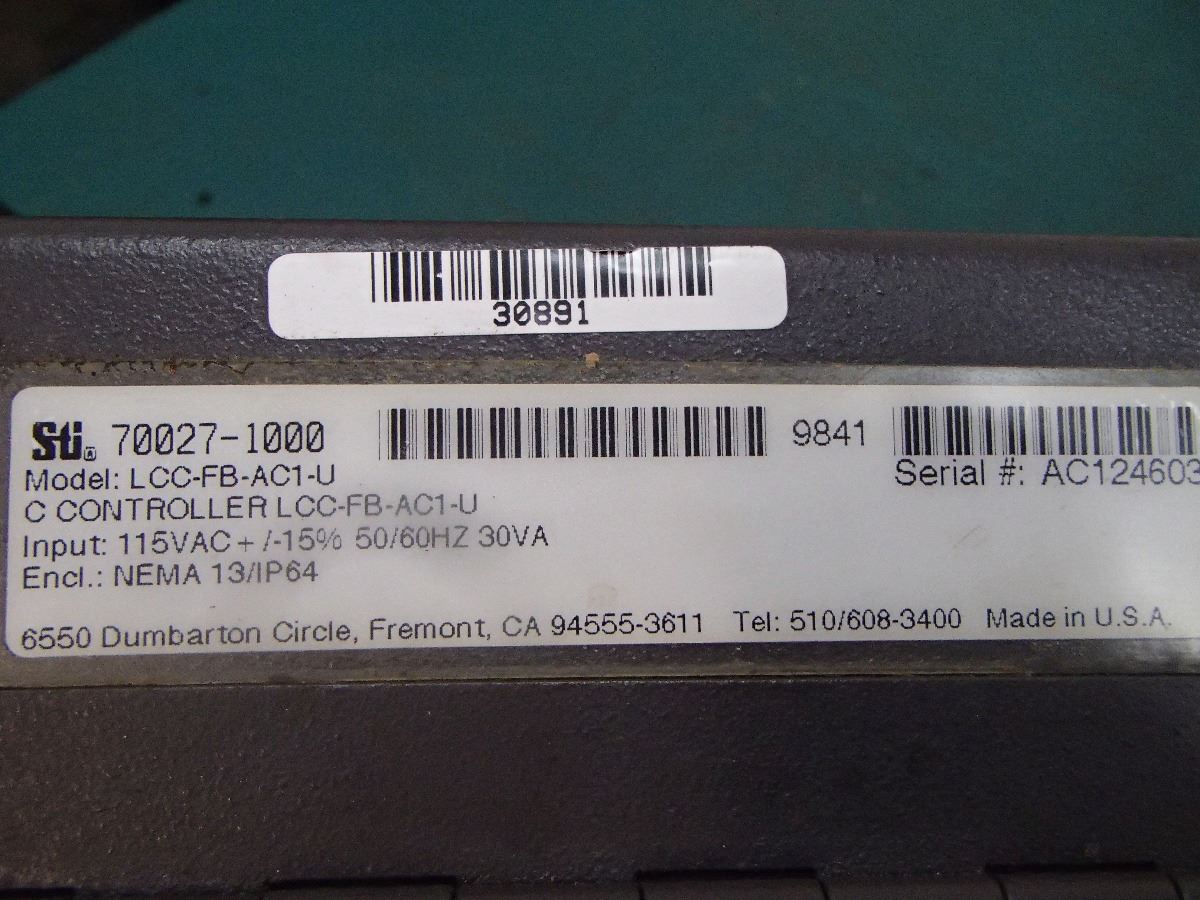 30891
Sti 70027-1000 9841
Model: LCC-FB-AC1-U Serial #: AC124603
C CONTROLLER LCC-FB-AC1-U
Input: 115VAC + /-15% 50/60HZ 30VA
Encl.: NEMA 13/IP64
6550 Dumbarton Circle, Fremont, CA 94555-3611 Tel: 510/608-3400 Made in U.S.A.